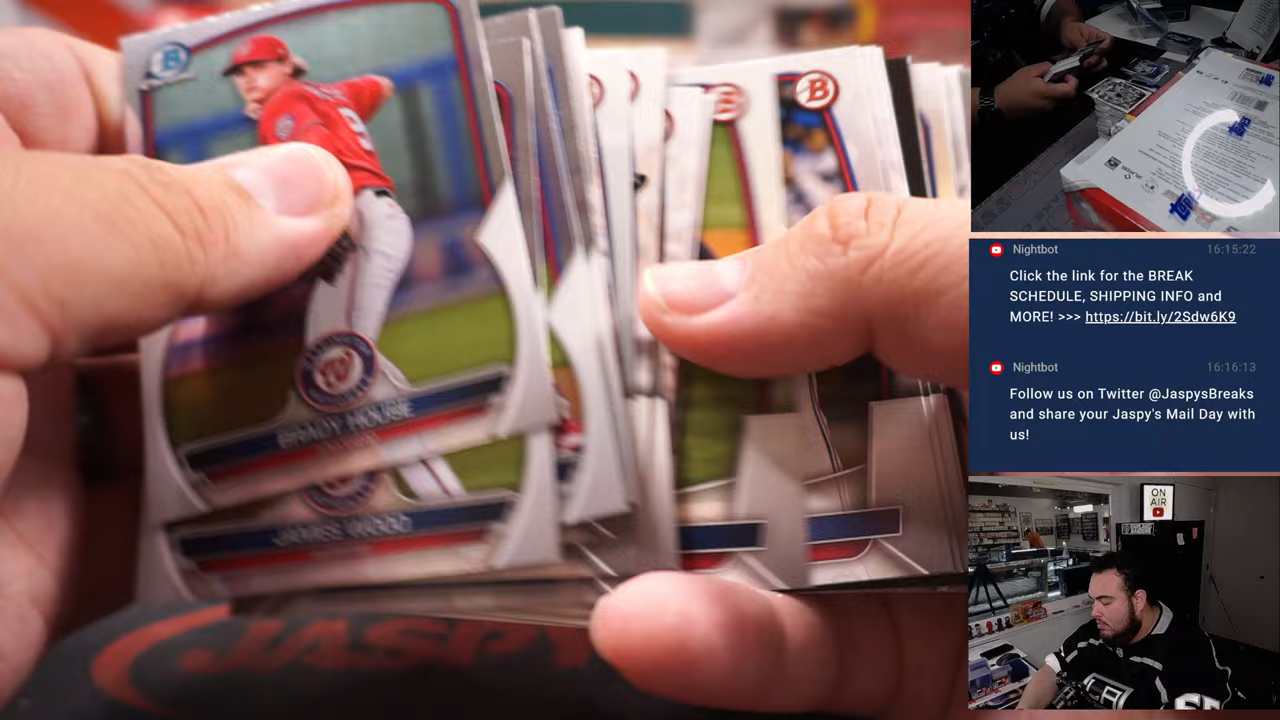 BRADY HOUSE
JAMES WOOD
JASPY
Nightbot 16:15:22
Click the link for the BREAK
SCHEDULE, SHIPPING INFO and
MORE! >>> https://bit.ly/2Sdw6K9
Nightbot 16:16:13
Follow us on Twitter @JaspysBreaks
and share your Jaspy's Mail Day with
us!
ON
AIR